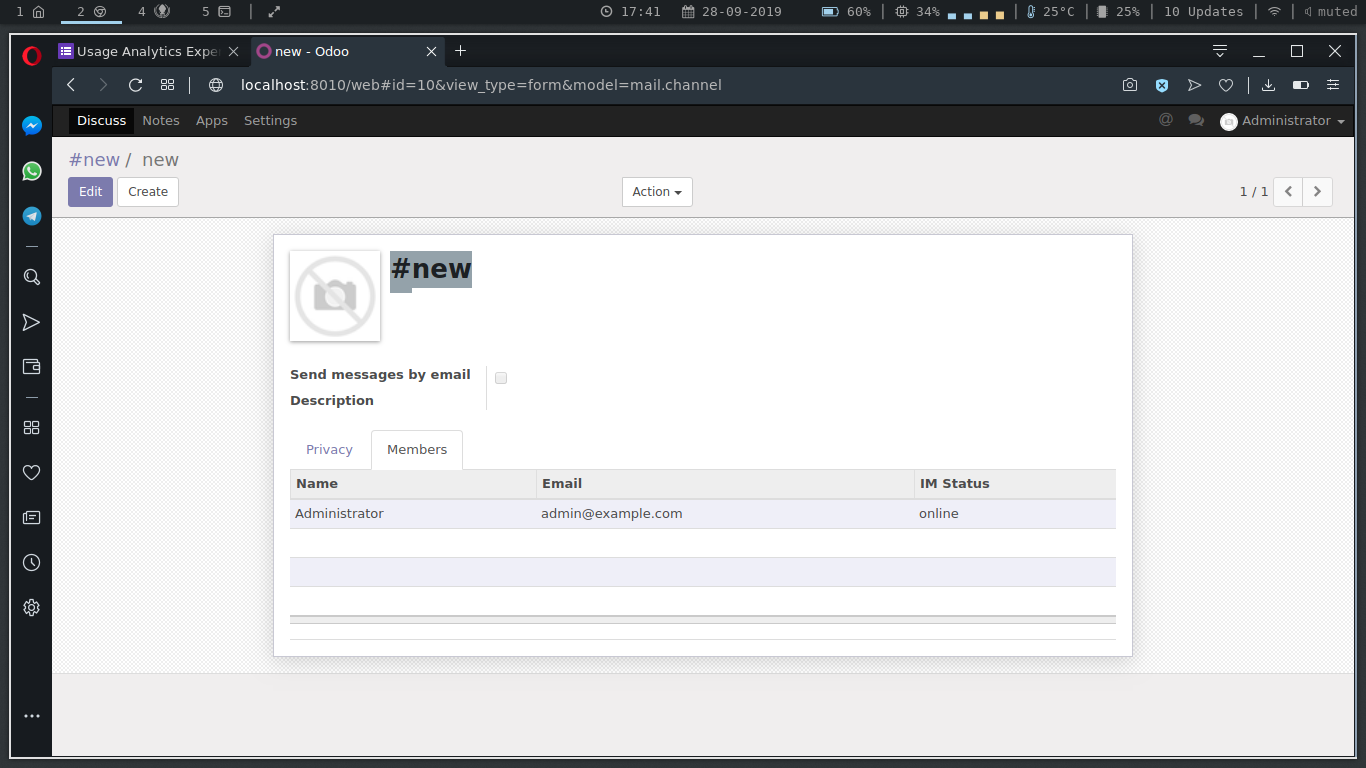 1 2 4 5 17:41 28-09-2019 60% 34% 25°C 25% 10 Updates muted
Usage Analytics Expe new - Odoo
localhost:8010/web#id=10&view_type=form&model=mail.channel
Discuss Notes Apps Settings @ Administrator
#new / new
Edit Create Action 1 / 1
#new
Send messages by email
Description
Privacy Members
Name Email IM Status
Administrator admin@example.com online